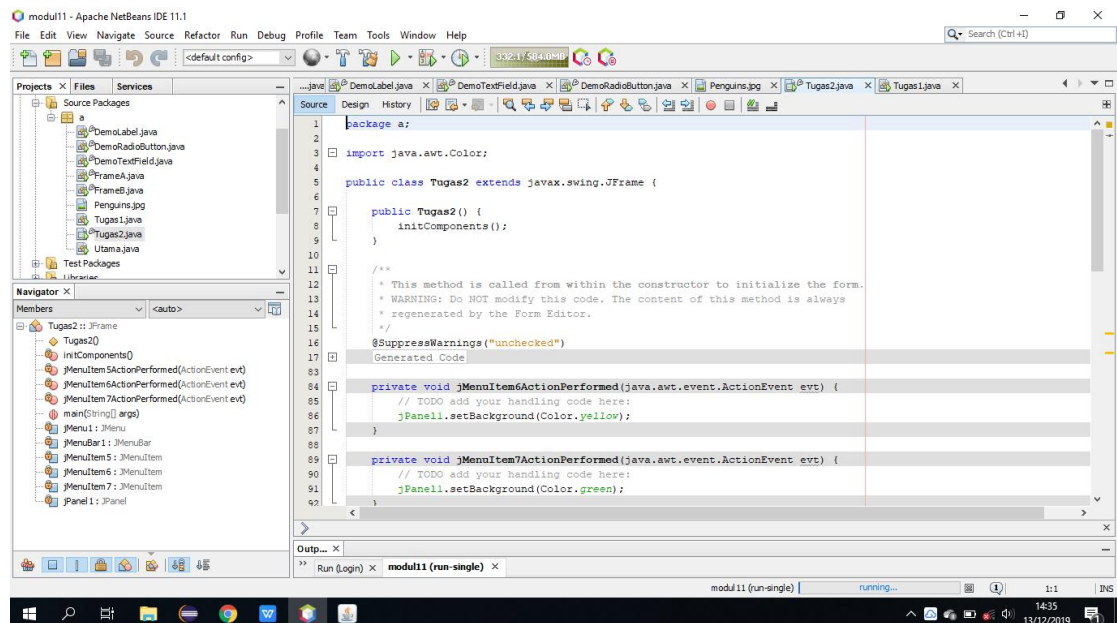 modul11 - Apache NetBeans IDE 11.1
File Edit View Navigate Source Refactor Run Debug Profile Team Tools Window Help
Search (Ctrl+I)
<default config>
332.1/584.0MB
Projects Files Services
Source Packages
a
DemoLabel.java
DemoRadioButton.java
DemoTextField.java
FrameA.java
FrameB.java
Penguins.jpg
Tugas1.java
Tugas2.java
Utama.java
Test Packages
Libraries
Navigator
Members <auto>
Tugas2 :: JFrame
Tugas2()
initComponents()
jMenuItem5ActionPerformed(ActionEvent evt)
jMenuItem6ActionPerformed(ActionEvent evt)
jMenuItem7ActionPerformed(ActionEvent evt)
main(String[] args)
jMenu1 : JMenu
jMenuBar1 : JMenuBar
jMenuItem5 : JMenuItem
jMenuItem6 : JMenuItem
jMenuItem7 : JMenuItem
jPanel1 : JPanel
....java DemoLabel.java DemoTextField.java DemoRadioButton.java Penguins.jpg Tugas2.java Tugas1.java
Source Design History
1 package a;
2
3 import java.awt.Color;
4
5 public class Tugas2 extends javax.swing.JFrame {
6
7 public Tugas2() {
8 initComponents();
9 }
10
11 /**
12 * This method is called from within the constructor to initialize the form.
13 * WARNING: Do NOT modify this code. The content of this method is always
14 * regenerated by the Form Editor.
15 */
16 @SuppressWarnings("unchecked")
17 Generated Code
83
84 private void jMenuItem6ActionPerformed(java.awt.event.ActionEvent evt) {
85 // TODO add your handling code here:
86 jPanel1.setBackground(Color.yellow);
87 }
88
89 private void jMenuItem7ActionPerformed(java.awt.event.ActionEvent evt) {
90 // TODO add your handling code here:
91 jPanel1.setBackground(Color.green);
92 }
Outp...
Run (Login) modul11 (run-single)
modul11 (run-single) running... 1 1:1 INS
14:35
13/12/2019